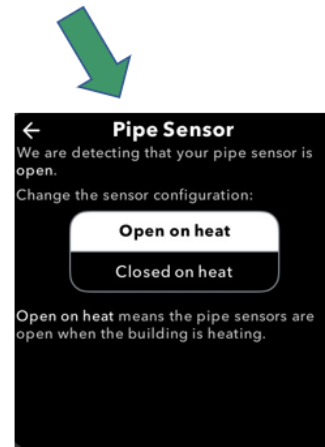 Pipe Sensor
We are detecting that your pipe sensor is
open.
Change the sensor configuration:
Open on heat
Closed on heat
Open on heat means the pipe sensors are
open when the building is heating.